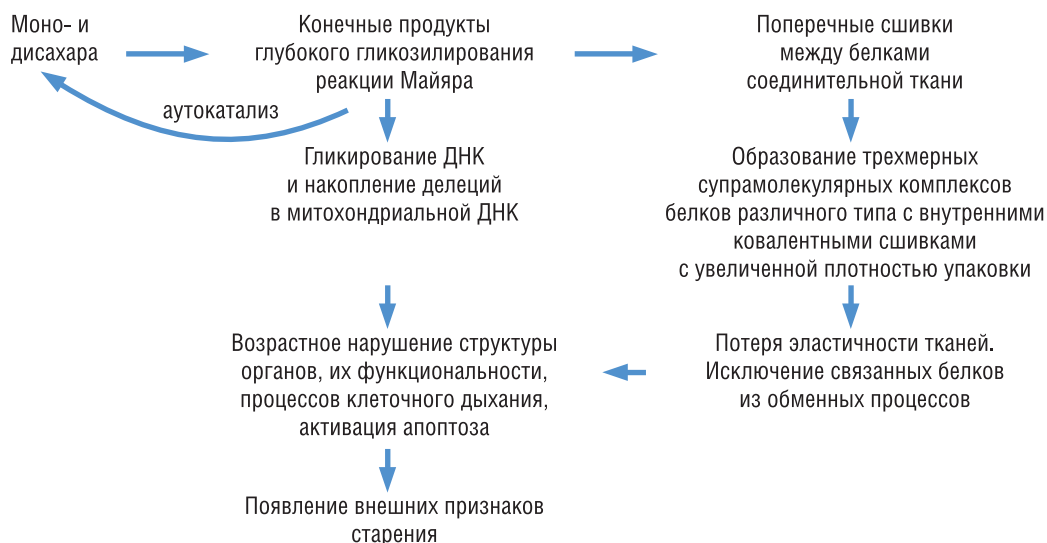 Моно- и
дисахара
Конечные продукты
глубокого гликозилирования
реакции Майяра
Поперечные сшивки
между белками
соединительной ткани
аутокатализ
Гликирование ДНК
и накопление делеций
в митохондриальной ДНК
Образование трехмерных
супрамолекулярных комплексов
белков различного типа с внутренними
ковалентными сшивками
с увеличенной плотностью упаковки
Возрастное нарушение структуры
органов, их функциональности,
процессов клеточного дыхания,
активация апоптоза
Потеря эластичности тканей.
Исключение связанных белков
из обменных процессов
Появление внешних признаков
старения